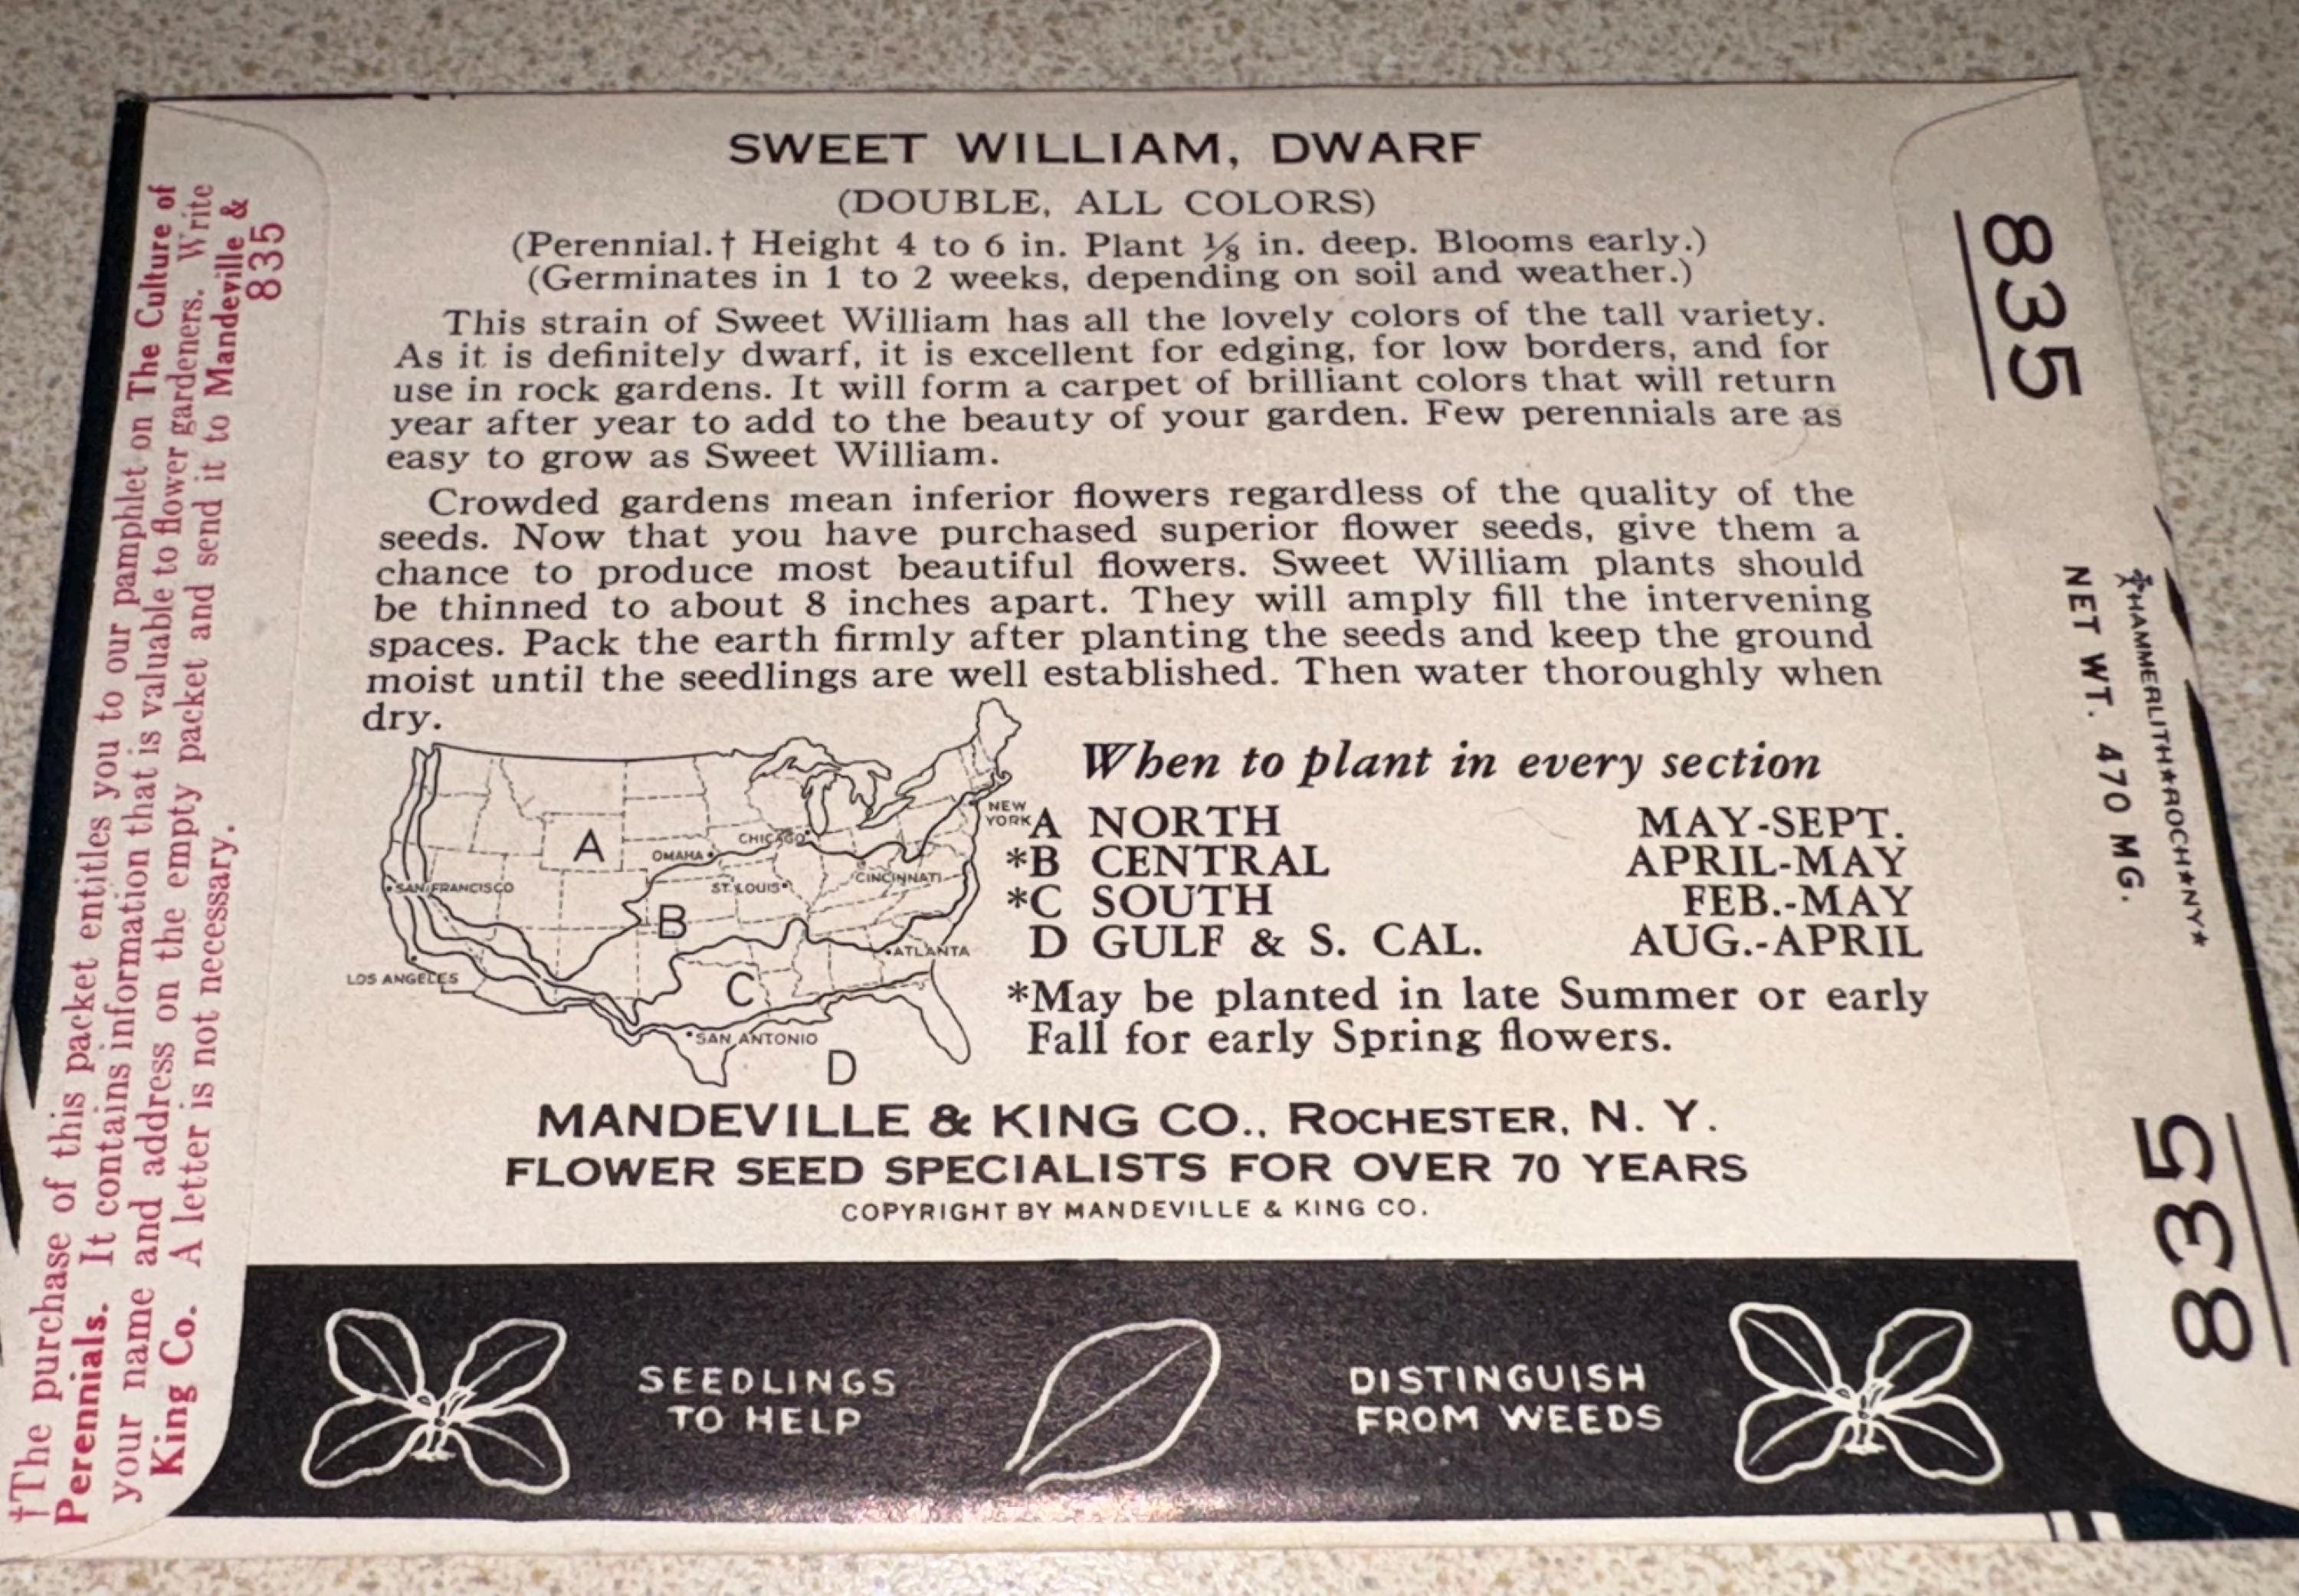 SWEET WILLIAM, DWARF
(DOUBLE, ALL COLORS)
(Perennial.† Height 4 to 6 in. Plant ⅛ in. deep. Blooms early.)
(Germinates in 1 to 2 weeks, depending on soil and weather.)
This strain of Sweet William has all the lovely colors of the tall variety.
As it is definitely dwarf, it is excellent for edging, for low borders, and for
use in rock gardens. It will form a carpet of brilliant colors that will return
year after year to add to the beauty of your garden. Few perennials are as
easy to grow as Sweet William.
Crowded gardens mean inferior flowers regardless of the quality of the
seeds. Now that you have purchased superior flower seeds, give them a
chance to produce most beautiful flowers. Sweet William plants should
be thinned to about 8 inches apart. They will amply fill the intervening
spaces. Pack the earth firmly after planting the seeds and keep the ground
moist until the seedlings are well established. Then water thoroughly when
dry.
A
B
C
D
NEW
YORK
CHICAGO
OMAHA
SAN FRANCISCO
ST. LOUIS
CINCINNATI
ATLANTA
LOS ANGELES
SAN ANTONIO
When to plant in every section
A NORTH MAY-SEPT.
*B CENTRAL APRIL-MAY
*C SOUTH FEB.-MAY
D GULF & S. CAL. AUG.-APRIL
*May be planted in late Summer or early
Fall for early Spring flowers.
MANDEVILLE & KING CO., ROCHESTER, N. Y.
FLOWER SEED SPECIALISTS FOR OVER 70 YEARS
COPYRIGHT BY MANDEVILLE & KING CO.
SEEDLINGS
TO HELP
DISTINGUISH
FROM WEEDS
†The purchase of this packet entitles you to our pamphlet on The Culture of
Perennials. It contains information that is valuable to flower gardeners. Write
your name and address on the empty packet and send it to Mandeville &
King Co. A letter is not necessary.
835
835
NET WT. 470 MG.
HAMMERLITH★ROCH★NY★
835